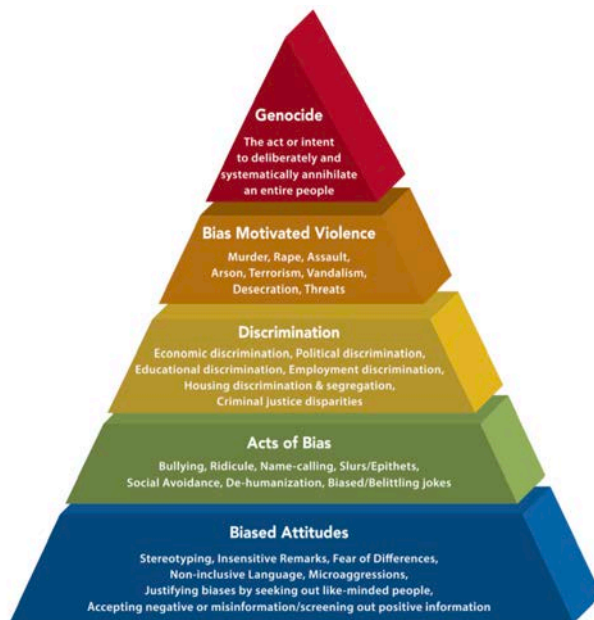 Genocide
The act or intent
to deliberately and
systematically annihilate
an entire people
Bias Motivated Violence
Murder, Rape, Assault,
Arson, Terrorism, Vandalism,
Desecration, Threats
Discrimination
Economic discrimination, Political discrimination,
Educational discrimination, Employment discrimination,
Housing discrimination & segregation,
Criminal justice disparities
Acts of Bias
Bullying, Ridicule, Name-calling, Slurs/Epithets,
Social Avoidance, De-humanization, Biased/Belittling jokes
Biased Attitudes
Stereotyping, Insensitive Remarks, Fear of Differences,
Non-inclusive Language, Microaggressions,
Justifying biases by seeking out like-minded people,
Accepting negative or misinformation/screening out positive information